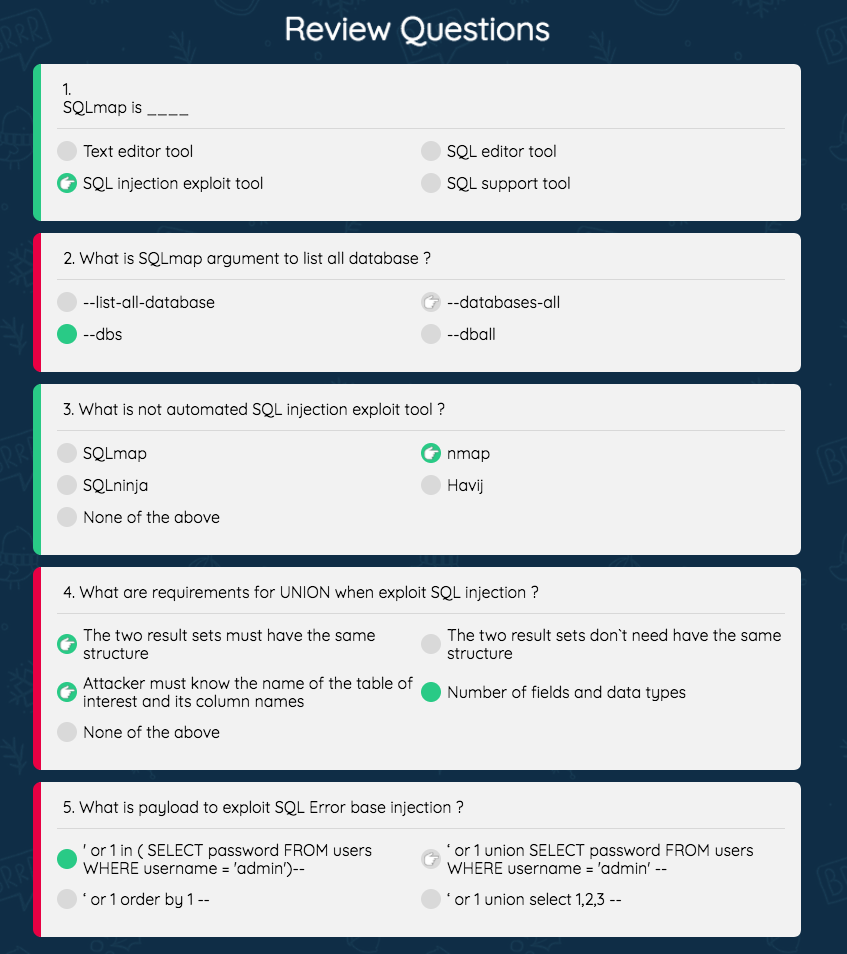 Review Questions
1.
SQLmap is ____
Text editor tool
SQL editor tool
SQL injection exploit tool
SQL support tool
2. What is SQLmap argument to list all database ?
--list-all-database
--databases-all
--dbs
--dball
3. What is not automated SQL injection exploit tool ?
SQLmap
nmap
SQLninja
Havij
None of the above
4. What are requirements for UNION when exploit SQL injection ?
The two result sets must have the same
structure
The two result sets don`t need have the same
structure
Attacker must know the name of the table of
interest and its column names
Number of fields and data types
None of the above
5. What is payload to exploit SQL Error base injection ?
' or 1 in ( SELECT password FROM users
WHERE username = 'admin')--
‘ or 1 union SELECT password FROM users
WHERE username = 'admin' --
‘ or 1 order by 1 --
‘ or 1 union select 1,2,3 --